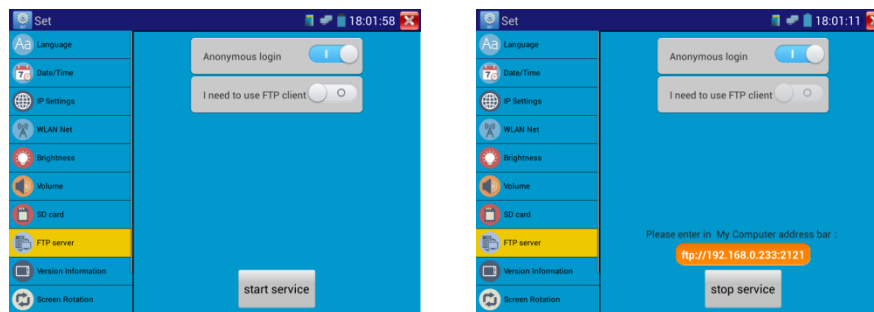 Set
18:01:58
Language
Date/Time
IP Settings
WLAN Net
Brightness
Volume
SD card
FTP server
Version Information
Screen Rotation
Anonymous login
I need to use FTP client
start service
Set
18:01:11
Language
Date/Time
IP Settings
WLAN Net
Brightness
Volume
SD card
FTP server
Version Information
Screen Rotation
Anonymous login
I need to use FTP client
Please enter in My Computer address bar :
ftp://192.168.0.233:2121
stop service